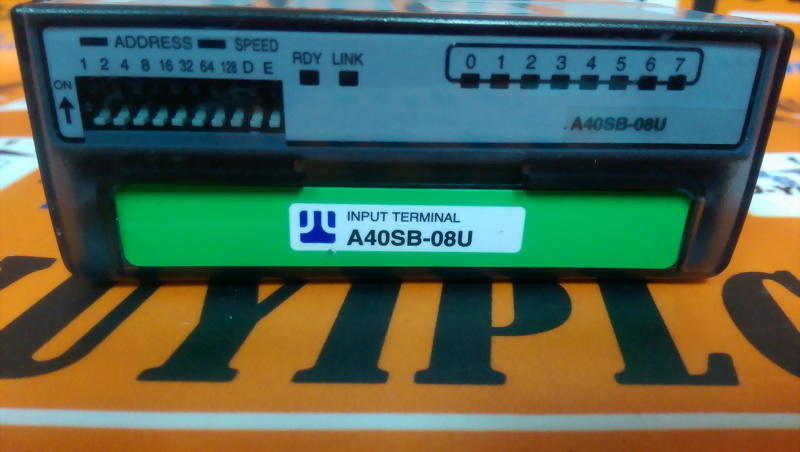 ADDRESS SPEED
1 2 4 8 16 32 64 128 D E
ON
RDY LINK
0 1 2 3 4 5 6 7
A40SB-08U
INPUT TERMINAL
A40SB-08U
UYIPLC